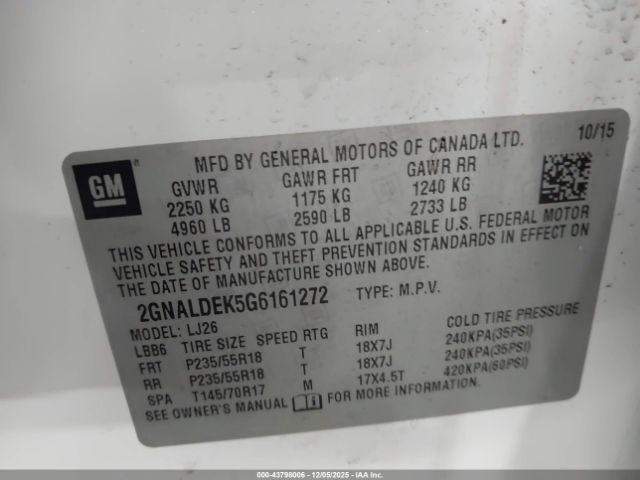 GM
MFD BY GENERAL MOTORS OF CANADA LTD. 10/15
GVWR GAWR FRT GAWR RR
2250 KG 1175 KG 1240 KG
4960 LB 2590 LB 2733 LB
THIS VEHICLE CONFORMS TO ALL APPLICABLE U.S. FEDERAL MOTOR
VEHICLE SAFETY AND THEFT PREVENTION STANDARDS IN EFFECT ON
THE DATE OF MANUFACTURE SHOWN ABOVE.
2GNALDEK5G6161272 TYPE: M.P.V.
MODEL: LJ26
LBB6 TIRE SIZE SPEED RTG RIM COLD TIRE PRESSURE
FRT P235/55R18 T 18X7J 240KPA(35PSI)
RR P235/55R18 T 18X7J 240KPA(35PSI)
SPA T145/70R17 M 17X4.5T 420KPA(60PSI)
SEE OWNER'S MANUAL FOR MORE INFORMATION.
000-43798006 - 12/05/2025 - IAA